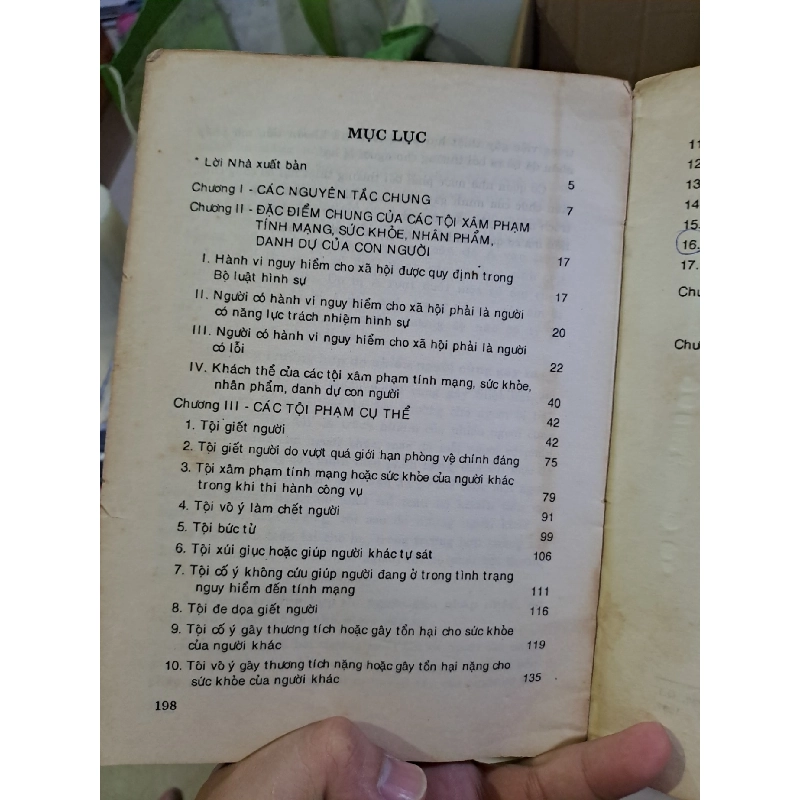 MỤC LỤC
* Lời Nhà xuất bản 5
Chương I - CÁC NGUYÊN TẮC CHUNG 7
Chương II - ĐẶC ĐIỂM CHUNG CỦA CÁC TỘI XÂM PHẠM
TÍNH MẠNG, SỨC KHỎE, NHÂN PHẨM,
DANH DỰ CỦA CON NGƯỜI 17
I. Hành vi nguy hiểm cho xã hội được quy định trong
Bộ luật hình sự 17
II. Người có hành vi nguy hiểm cho xã hội phải là người
có năng lực trách nhiệm hình sự 20
III. Người có hành vi nguy hiểm cho xã hội phải là người
có lỗi 22
IV. Khách thể của các tội xâm phạm tính mạng, sức khỏe,
nhân phẩm, danh dự con người 40
Chương III - CÁC TỘI PHẠM CỤ THỂ 42
1. Tội giết người 42
2. Tội giết người do vượt quá giới hạn phòng vệ chính đáng 75
3. Tội xâm phạm tính mạng hoặc sức khỏe của người khác
trong khi thi hành công vụ 79
4. Tội vô ý làm chết người 91
5. Tội bức tử 99
6. Tội xúi giục hoặc giúp người khác tự sát 106
7. Tội cố ý không cứu giúp người đang ở trong tình trạng
nguy hiểm đến tính mạng 111
8. Tội đe dọa giết người 116
9. Tội cố ý gây thương tích hoặc gây tổn hại cho sức khỏe
của người khác 119
10. Tội vô ý gây thương tích nặng hoặc gây tổn hại nặng cho
sức khỏe của người khác 135
198
11
12
13
14.
15.
16.
17.
Chư
Chư